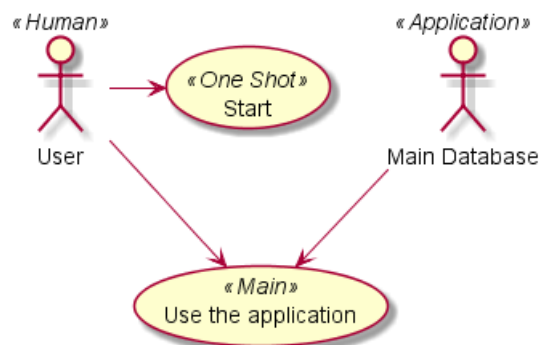 «Human»
User
«One Shot»
Start
«Application»
Main Database
«Main»
Use the application